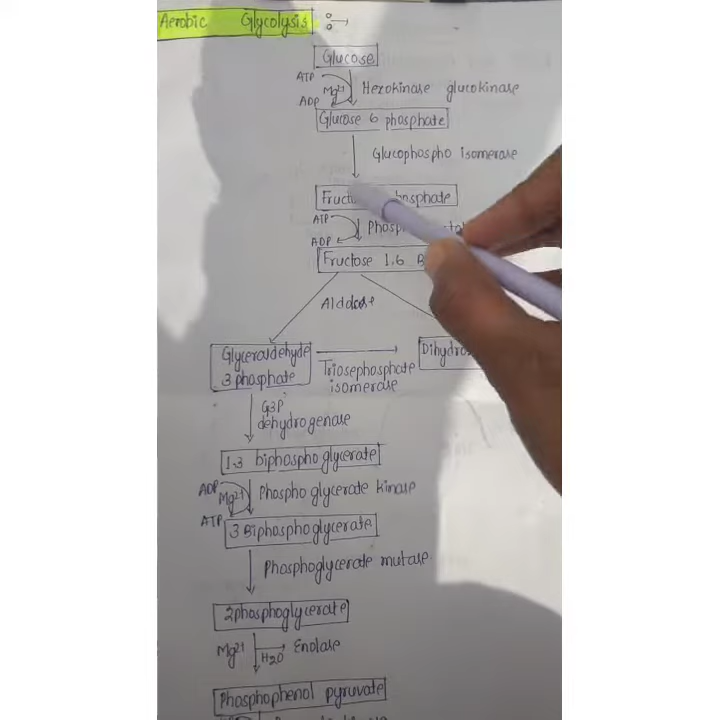 Aerobic Glycolysis
Glucose
ATP
Mg2+
ADP
Hexokinase glucokinase
Glucose 6 phosphate
Glucophospho isomerase
ATP
ADP
Fructose 1,6
Aldolase
Glyceraldehyde
3 phosphate
Triosephosphate
isomerase
G3P
dehydrogenase
1,3 biphospho glycerate
ADP
Mg2+
ATP
Phospho glycerate kinase
3 Biphosphoglycerate
Phosphoglycerate mutase
2phosphoglycerate
Mg2+
H2O
Enolase
Phosphophenol pyruvate